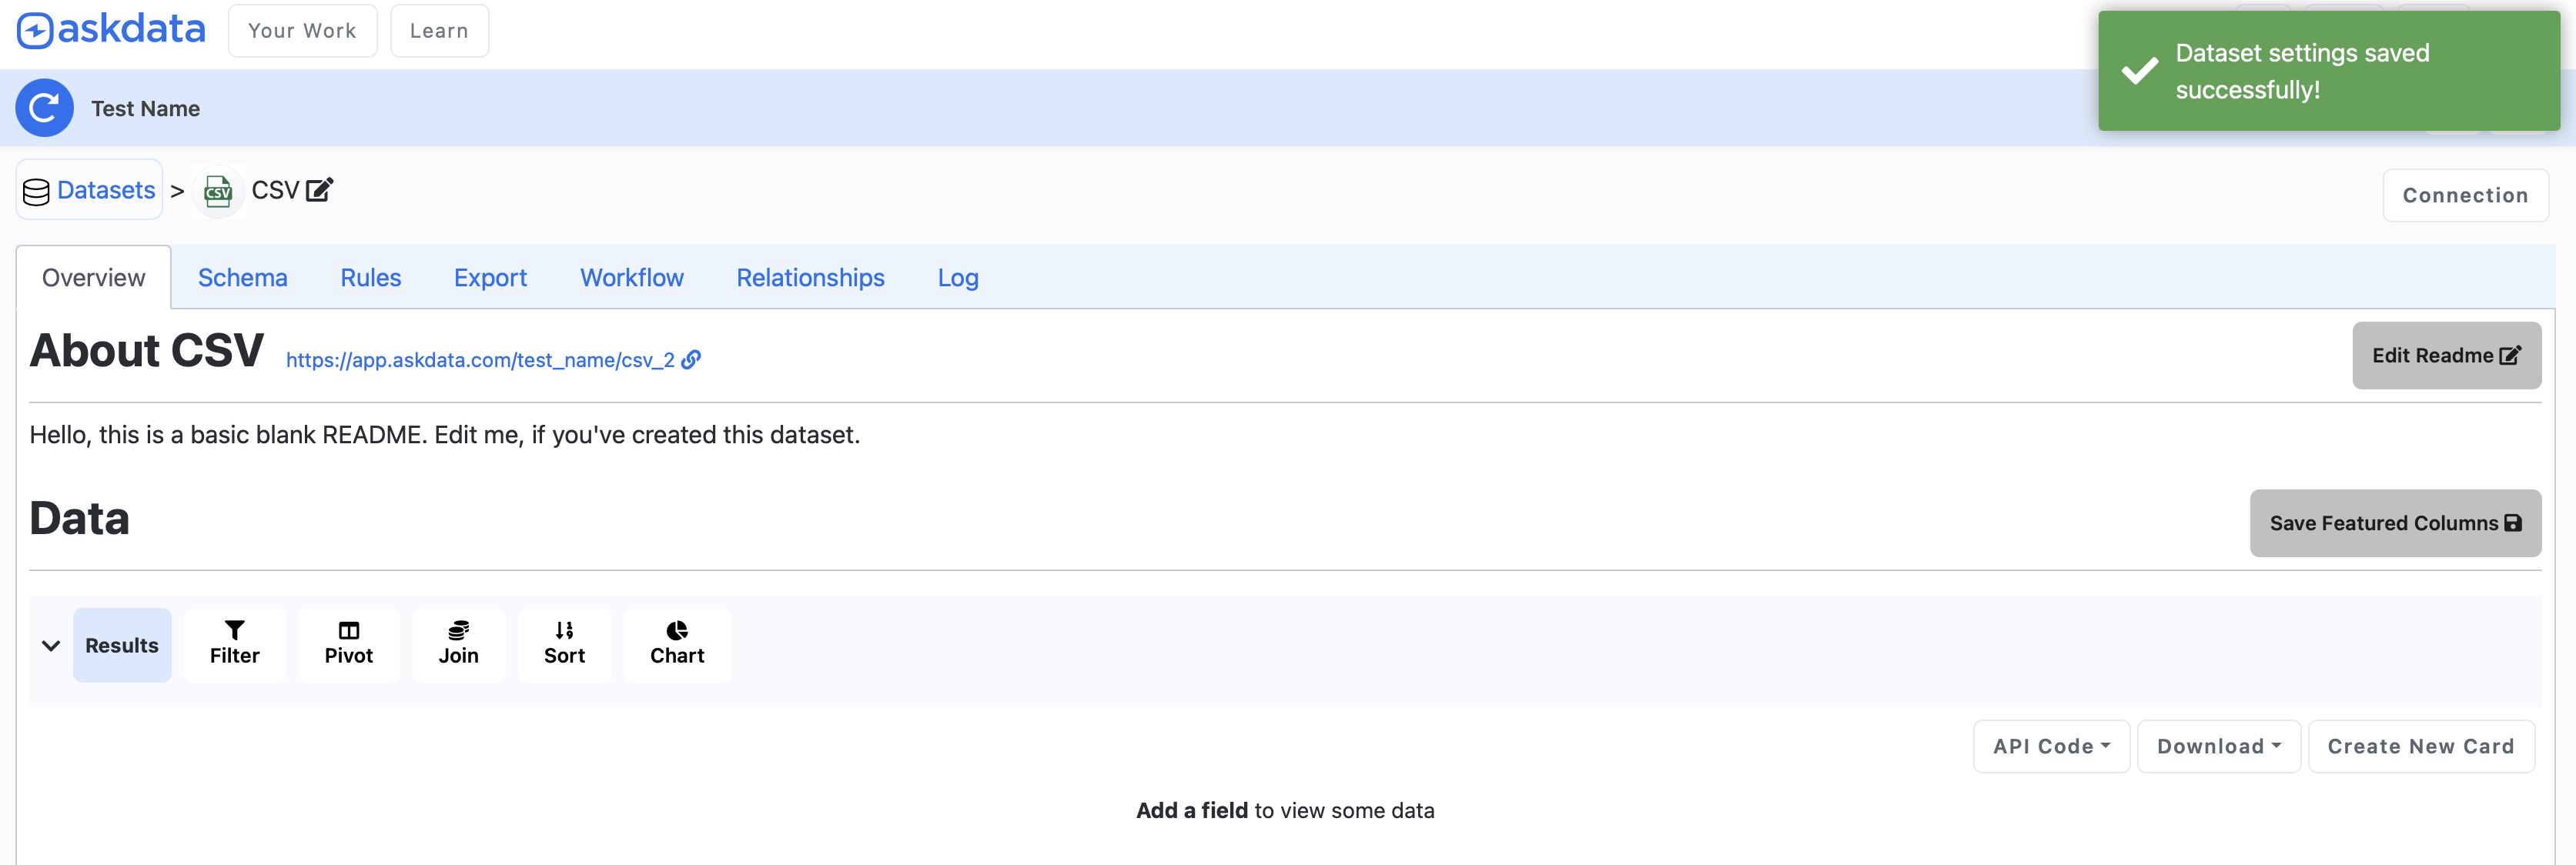 askdata
Your Work
Learn
Dataset settings saved
successfully!
Test Name
Datasets > CSV CSV
Connection
Overview
Schema
Rules
Export
Workflow
Relationships
Log
About CSV
https://app.askdata.com/test_name/csv_2
Edit Readme
Hello, this is a basic blank README. Edit me, if you've created this dataset.
Data
Save Featured Columns
Results
Filter
Pivot
Join
Sort
Chart
API Code
Download
Create New Card
Add a field to view some data